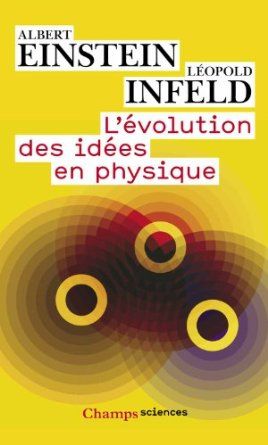 ALBERT
EINSTEIN
LÉOPOLD
INFELD
L'évolution
des idées
en physique
Champs sciences